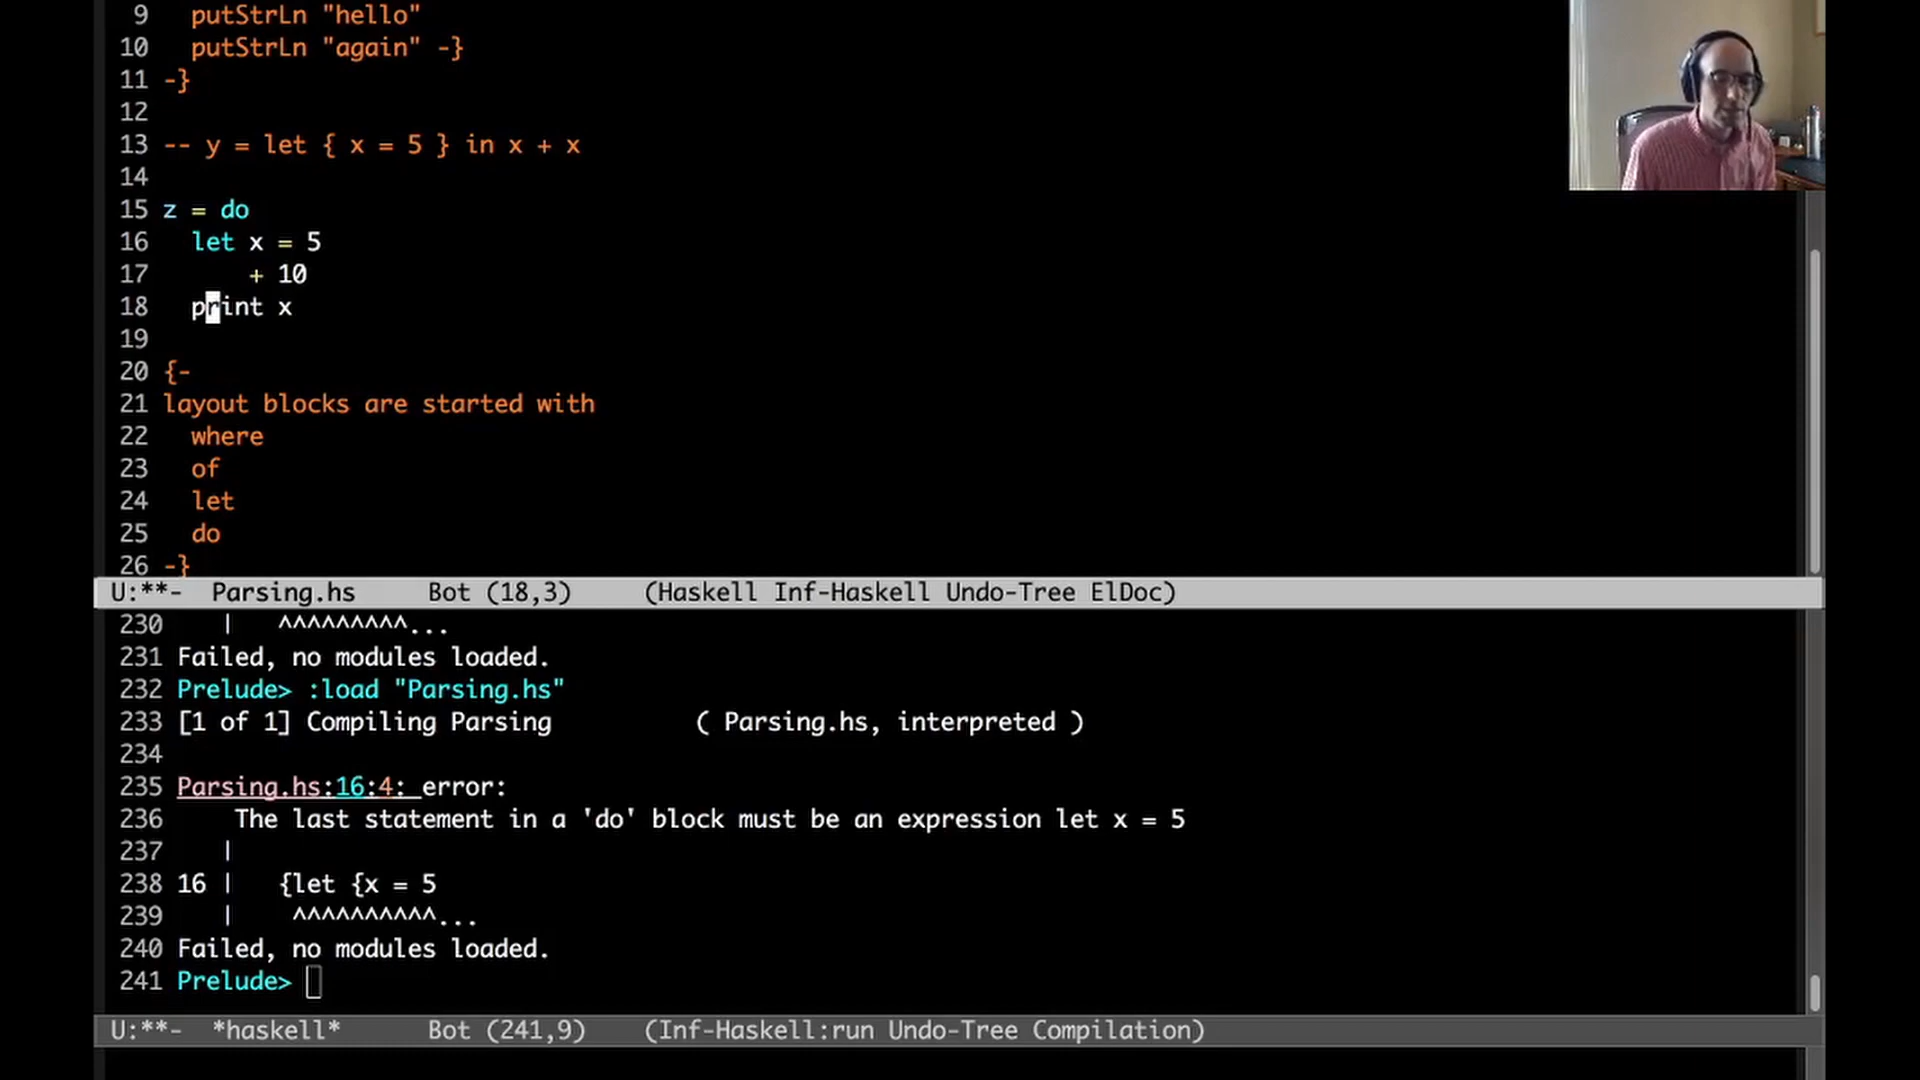 9 putStrLn "hello"
10 putStrLn "again" -}
11 -}
12
13 -- y = let { x = 5 } in x + x
14
15 z = do
16 let x = 5
17 + 10
18 print x
19
20 {-
21 layout blocks are started with
22 where
23 of
24 let
25 do
26 -}
U:**- Parsing.hs Bot (18,3) (Haskell Inf-Haskell Undo-Tree ElDoc)
230 | ^^^^^^^^^...
231 Failed, no modules loaded.
232 Prelude> :load "Parsing.hs"
233 [1 of 1] Compiling Parsing ( Parsing.hs, interpreted )
234
235 Parsing.hs:16:4: error:
236 The last statement in a 'do' block must be an expression let x = 5
237 |
238 16 | {let {x = 5
239 | ^^^^^^^^^^...
240 Failed, no modules loaded.
241 Prelude>
U:**- *haskell* Bot (241,9) (Inf-Haskell:run Undo-Tree Compilation)